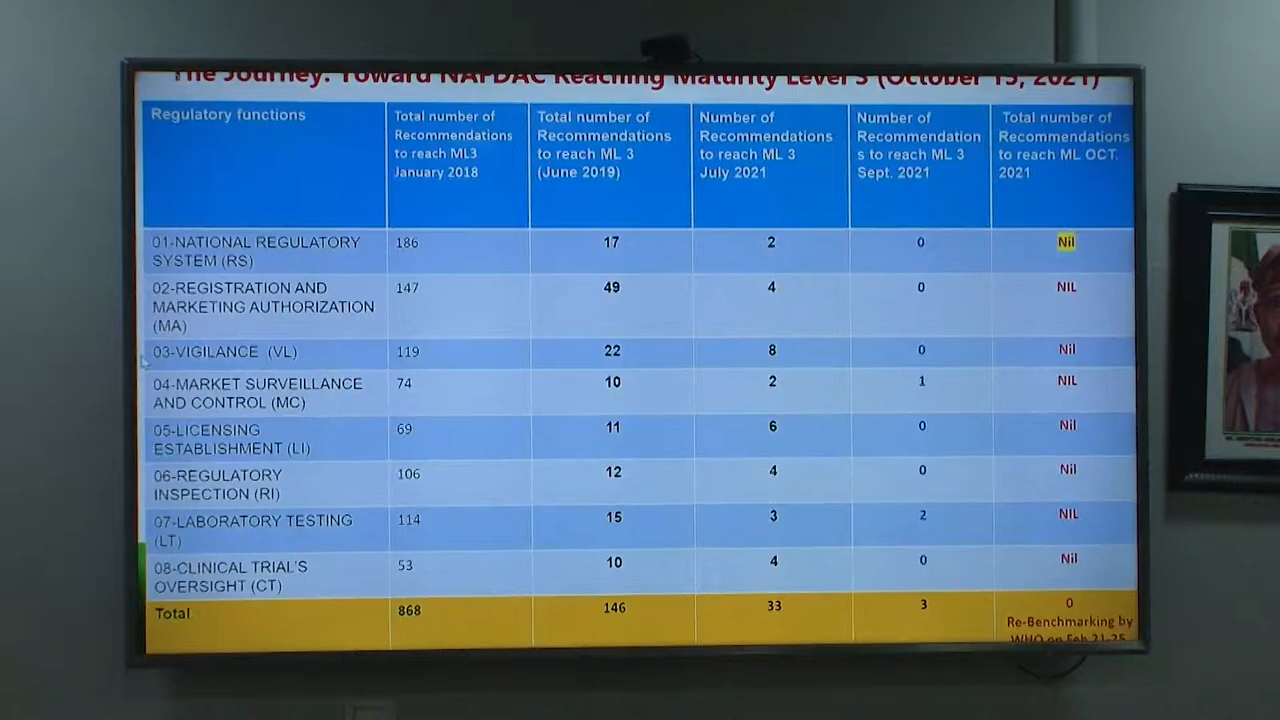 The Journey: Toward NAFDAC Reaching Maturity Level 3 (October 15, 2021)
Regulatory functions
Total number of
Recommendations
to reach ML3
January 2018
Total number of
Recommendations
to reach ML 3
(June 2019)
Number of
Recommendations
to reach ML 3
July 2021
Number of
Recommendation
s to reach ML 3
Sept. 2021
Total number of
Recommendations
to reach ML OCT.
2021
01-NATIONAL REGULATORY
SYSTEM (RS)
186
17
2
0
Nil
02-REGISTRATION AND
MARKETING AUTHORIZATION
(MA)
147
49
4
0
NIL
03-VIGILANCE (VL)
119
22
8
0
Nil
04-MARKET SURVEILLANCE
AND CONTROL (MC)
74
10
2
1
NIL
05-LICENSING
ESTABLISHMENT (LI)
69
11
6
0
Nil
06-REGULATORY
INSPECTION (RI)
106
12
4
0
Nil
07-LABORATORY TESTING
(LT)
114
15
3
2
NIL
08-CLINICAL TRIAL'S
OVERSIGHT (CT)
53
10
4
0
Nil
Total
868
146
33
3
0
Re-Benchmarking by
WHO on Feb 21-25